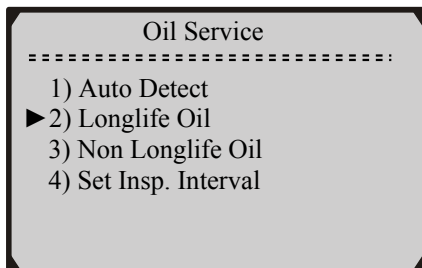 Oil Service
1) Auto Detect
►2) Longlife Oil
3) Non Longlife Oil
4) Set Insp. Interval